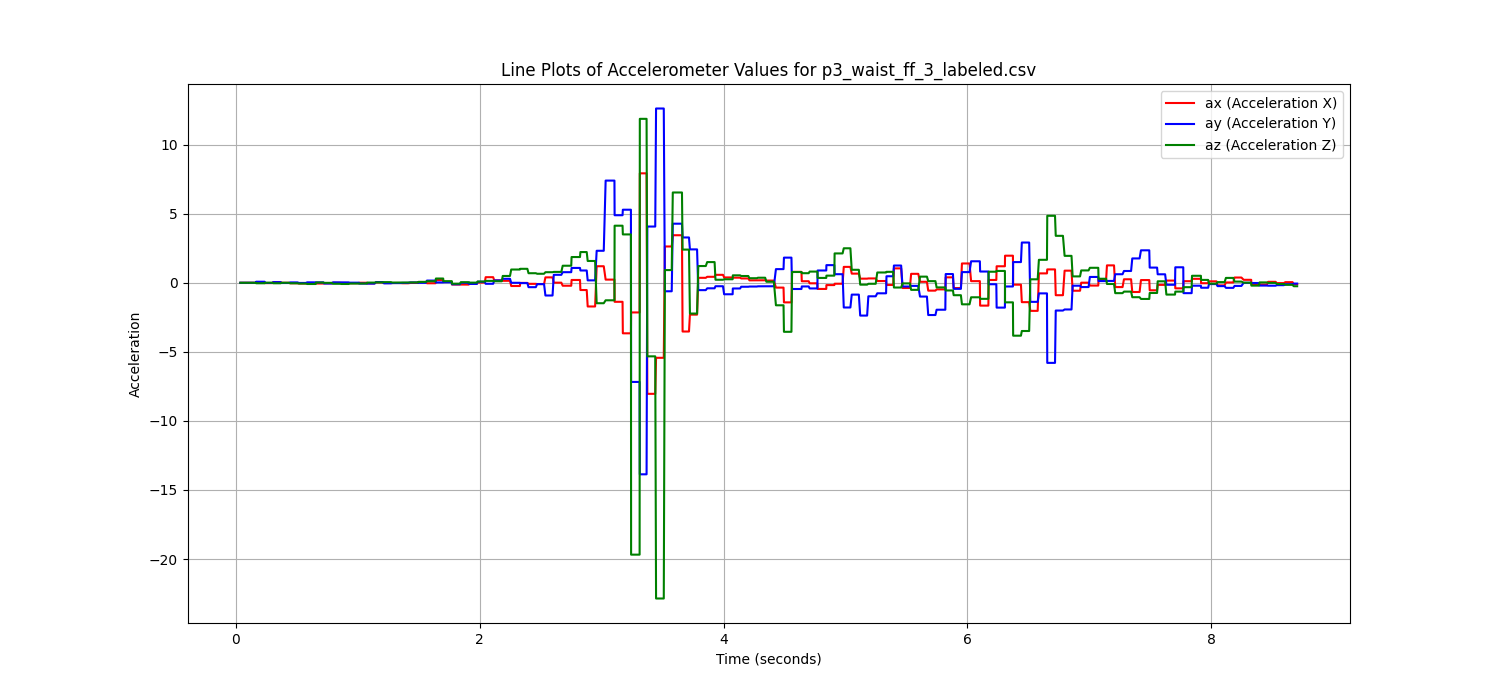 Line Plots of Accelerometer Values for p3_waist_ff_3_labeled.csv
ax (Acceleration X)
ay (Acceleration Y)
az (Acceleration Z)
Acceleration
10
5
0
−5
−10
−15
−20
0 2 4 6 8
Time (seconds)